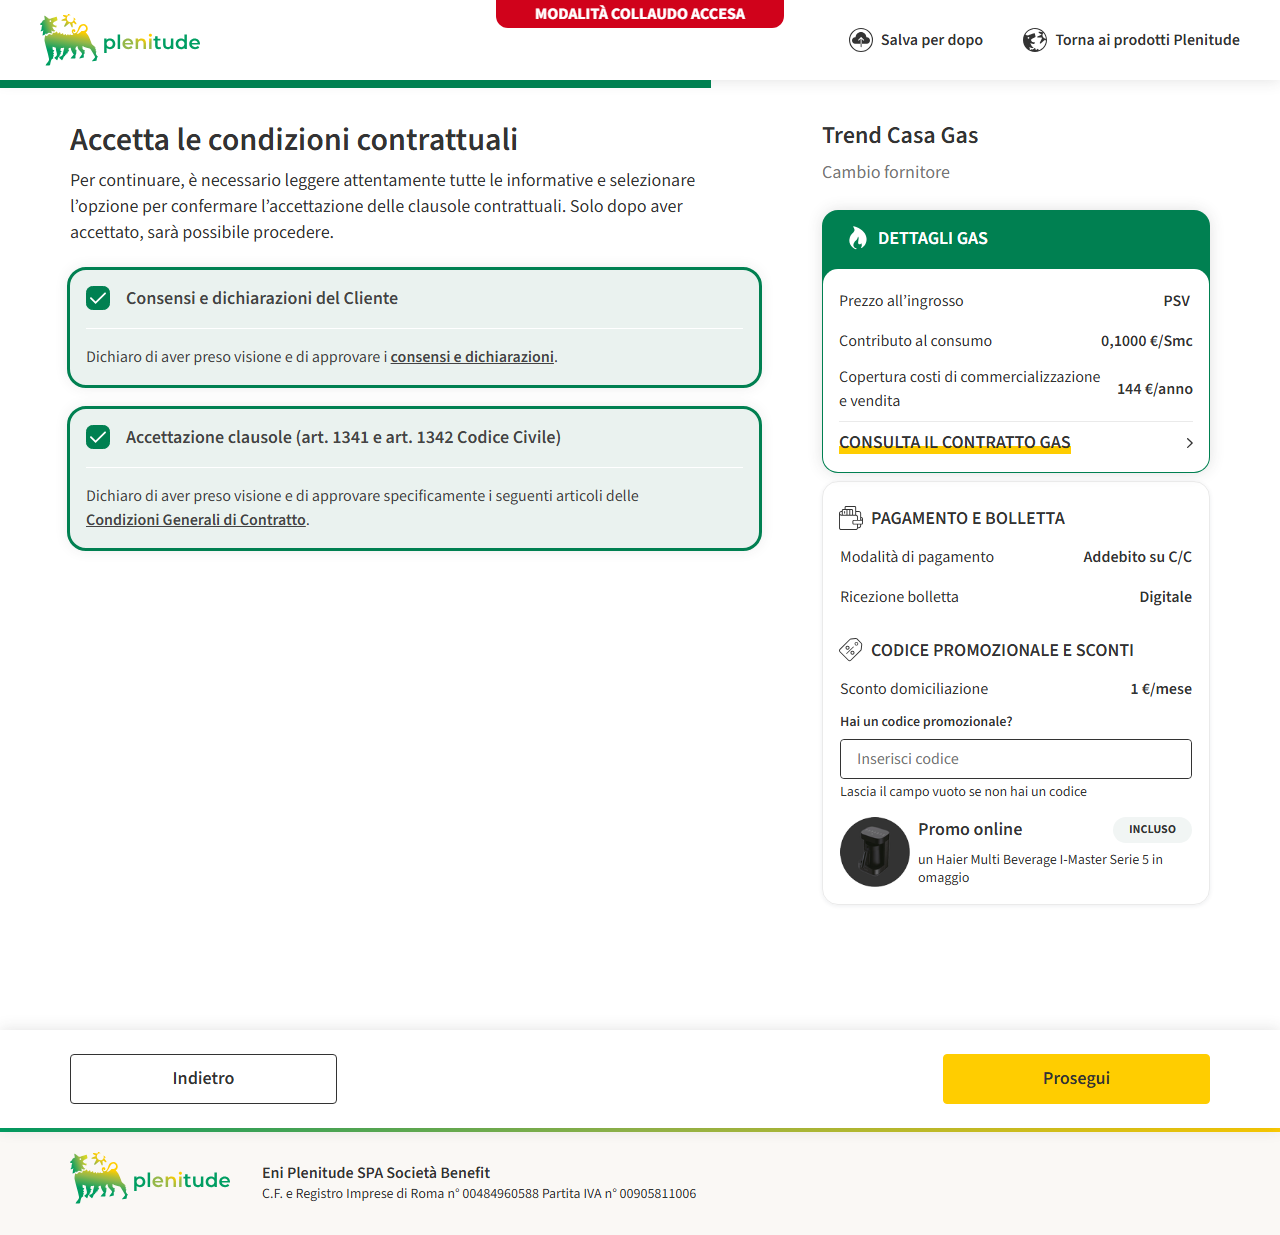 MODALITÀ COLLAUDO ACCESA
plenitude
Salva per dopo
Torna ai prodotti Plenitude
Accetta le condizioni contrattuali
Per continuare, è necessario leggere attentamente tutte le informative e selezionare
l’opzione per confermare l’accettazione delle clausole contrattuali. Solo dopo aver
accettato, sarà possibile procedere.
Consensi e dichiarazioni del Cliente
Dichiaro di aver preso visione e di approvare i consensi e dichiarazioni.
Accettazione clausole (art. 1341 e art. 1342 Codice Civile)
Dichiaro di aver preso visione e di approvare specificamente i seguenti articoli delle
Condizioni Generali di Contratto.
Trend Casa Gas
Cambio fornitore
DETTAGLI GAS
Prezzo all’ingrosso PSV
Contributo al consumo 0,1000 €/Smc
Copertura costi di commercializzazione
e vendita 144 €/anno
CONSULTA IL CONTRATTO GAS
PAGAMENTO E BOLLETTA
Modalità di pagamento Addebito su C/C
Ricezione bolletta Digitale
CODICE PROMOZIONALE E SCONTI
Sconto domiciliazione 1 €/mese
Hai un codice promozionale?
Inserisci codice
Lascia il campo vuoto se non hai un codice
Promo online INCLUSO
un Haier Multi Beverage I-Master Serie 5 in
omaggio
Indietro
Prosegui
plenitude
Eni Plenitude SPA Società Benefit
C.F. e Registro Imprese di Roma n° 00484960588 Partita IVA n° 00905811006